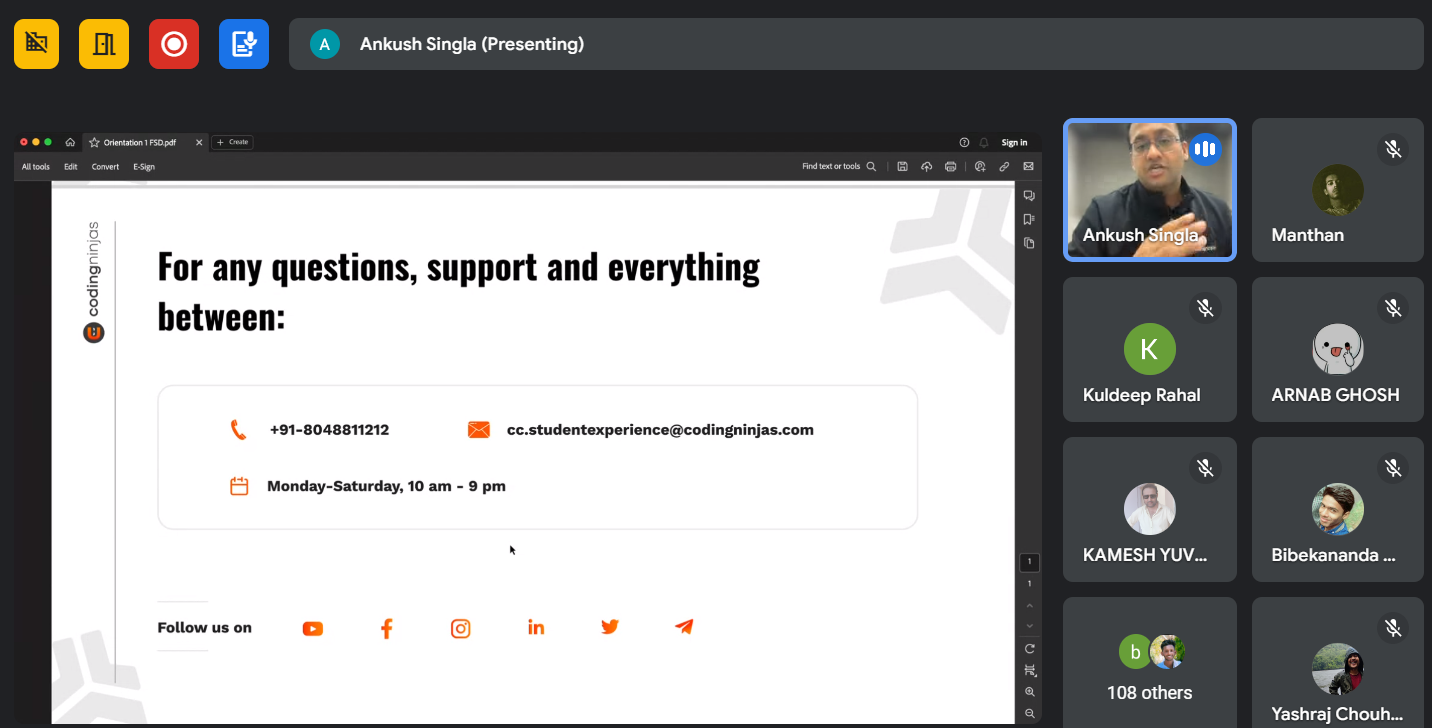 A Ankush Singla (Presenting)
Orientation 1 FSD.pdf
+ Create
Sign in
All tools Edit Convert E-Sign
Find text or tools
codingninjas
For any questions, support and everything
between:
+91-8048811212
cc.studentexperience@codingninjas.com
Monday-Saturday, 10 am - 9 pm
Follow us on
1
1
Ankush Singla
Manthan
K
Kuldeep Rahal
ARNAB GHOSH
KAMESH YUV...
Bibekananda ...
b
108 others
Yashraj Chouh...